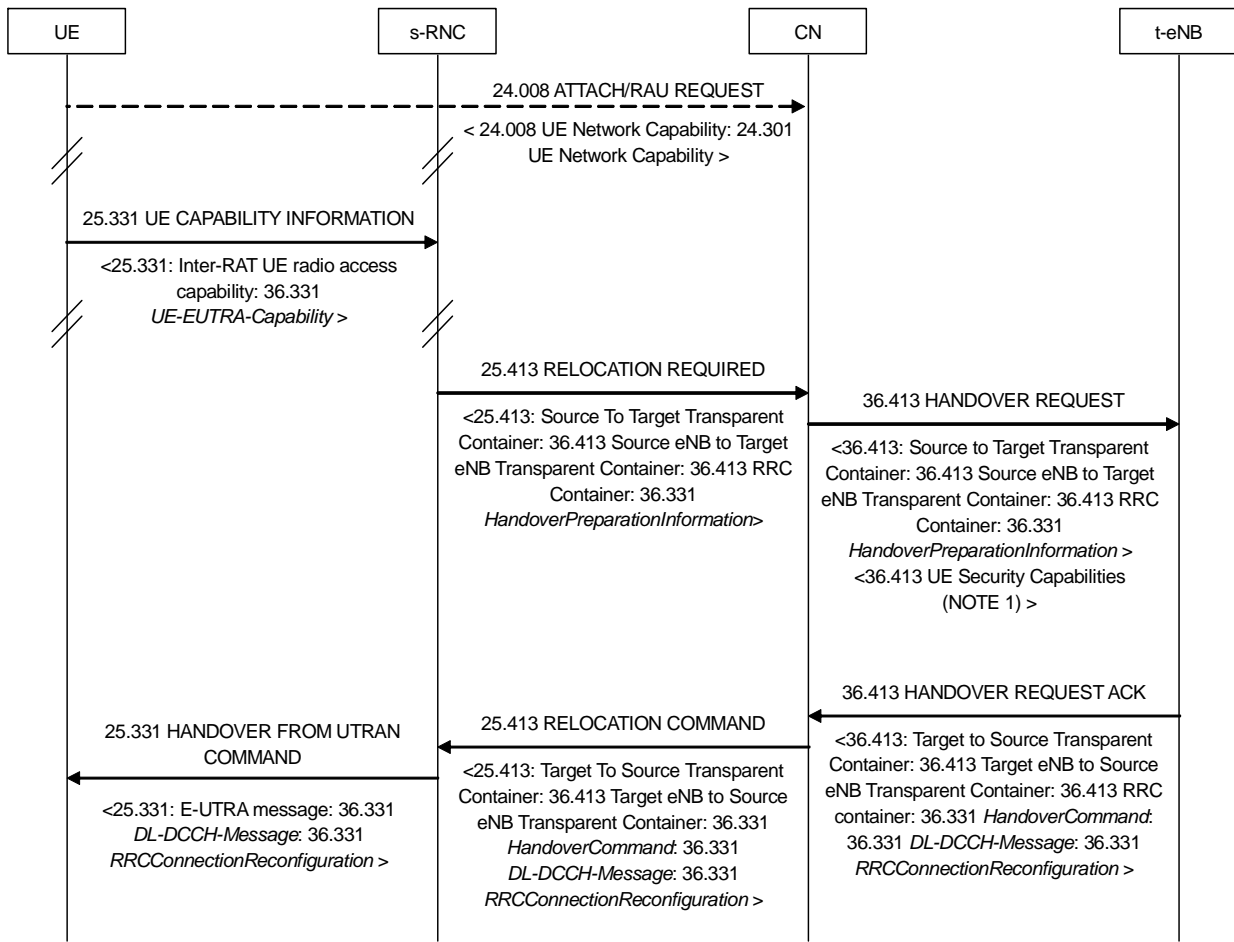 UE
s-RNC
CN
t-eNB
24.008 ATTACH/RAU REQUEST
< 24.008 UE Network Capability: 24.301
UE Network Capability >
25.331 UE CAPABILITY INFORMATION
<25.331: Inter-RAT UE radio access
capability: 36.331
UE-EUTRA-Capability >
25.413 RELOCATION REQUIRED
<25.413: Source To Target Transparent
Container: 36.413 Source eNB to Target
eNB Transparent Container: 36.413 RRC
Container: 36.331
HandoverPreparationInformation>
36.413 HANDOVER REQUEST
<36.413: Source to Target Transparent
Container: 36.413 Source eNB to Target
eNB Transparent Container: 36.413 RRC
Container: 36.331
HandoverPreparationInformation >
<36.413 UE Security Capabilities
(NOTE 1) >
36.413 HANDOVER REQUEST ACK
<36.413: Target to Source Transparent
Container: 36.413 Target eNB to Source
eNB Transparent Container: 36.413 RRC
container: 36.331 HandoverCommand:
36.331 DL-DCCH-Message: 36.331
RRCConnectionReconfiguration >
25.413 RELOCATION COMMAND
<25.413: Target To Source Transparent
Container: 36.413 Target eNB to Source
eNB Transparent Container: 36.331
HandoverCommand: 36.331
DL-DCCH-Message: 36.331
RRCConnectionReconfiguration >
25.331 HANDOVER FROM UTRAN
COMMAND
<25.331: E-UTRA message: 36.331
DL-DCCH-Message: 36.331
RRCConnectionReconfiguration >